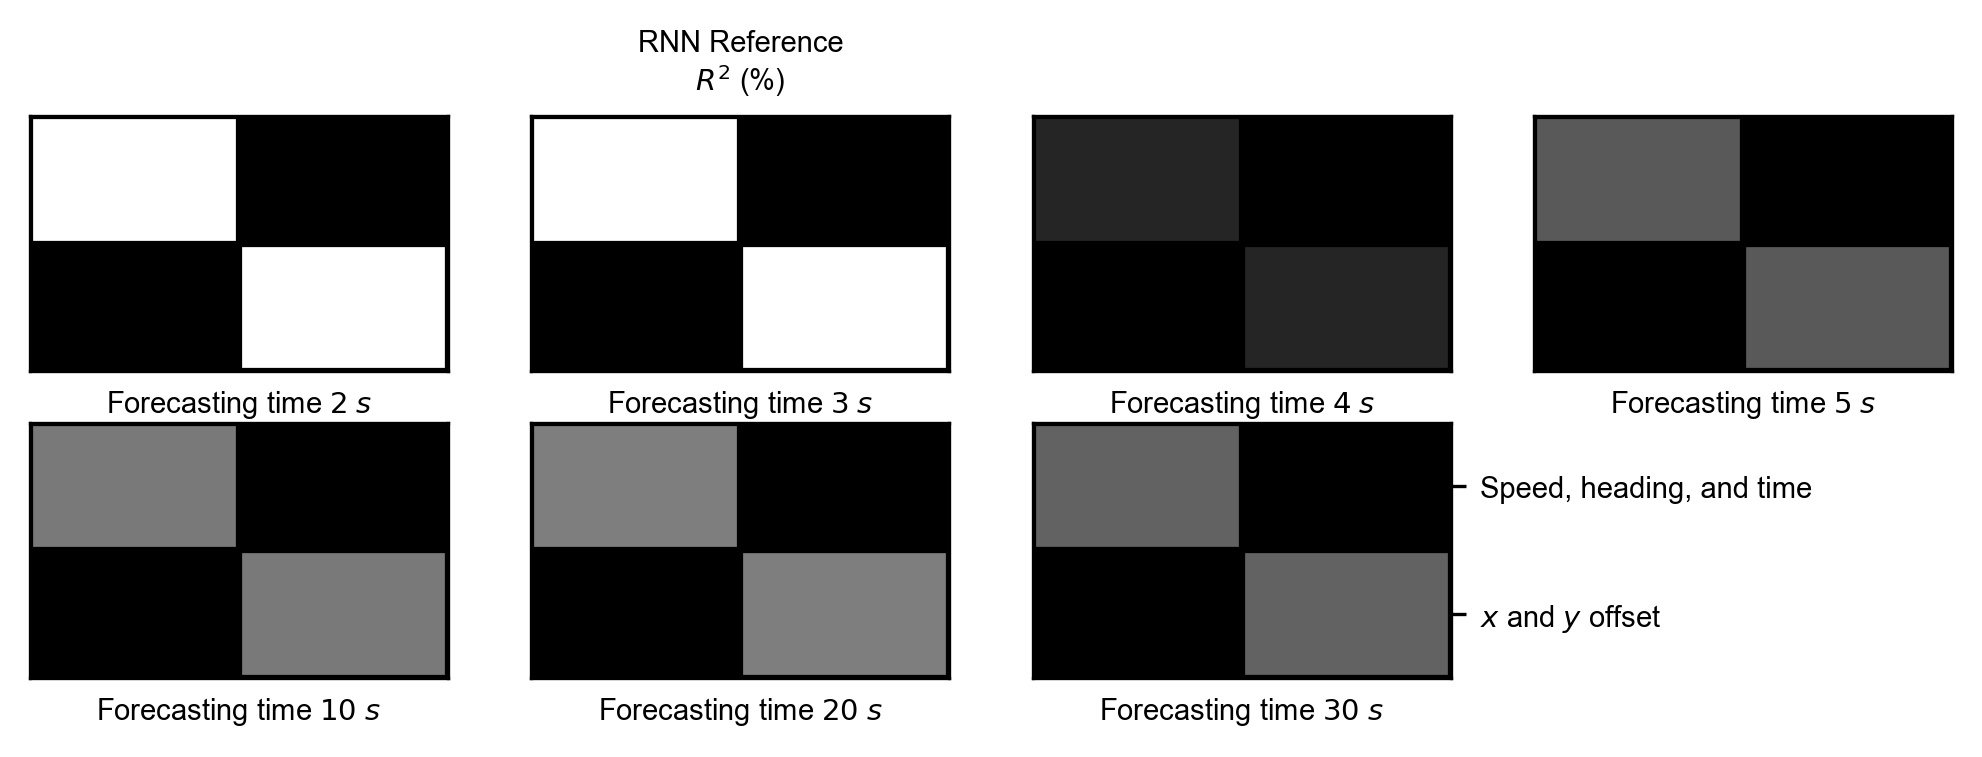 RNN Reference
R² (%)
Forecasting time 2 s
Forecasting time 3 s
Forecasting time 4 s
Forecasting time 5 s
Speed, heading, and time
x and y offset
Forecasting time 10 s
Forecasting time 20 s
Forecasting time 30 s